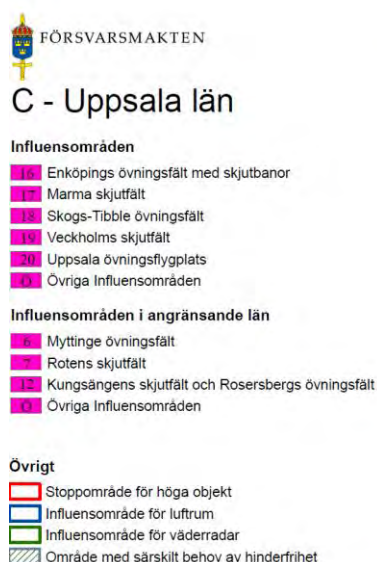 FÖRSVARSMAKTEN
C - Uppsala län
Influensområden
16 Enköpings övningsfält med skjutbanor
17 Marma skjutfält
18 Skogs-Tibble övningsfält
19 Veckholms skjutfält
20 Uppsala övningsflygplats
Ö Övriga Influensområden
Influensområden i angränsande län
6 Myttinge övningsfält
7 Rotens skjutfält
12 Kungsängens skjutfält och Rosersbergs övningsfält
Ö Övriga Influensområden
Övrigt
Stoppområde för höga objekt
Influensområde för luftrum
Influensområde för väderradar
Område med särskilt behov av hinderfrihet